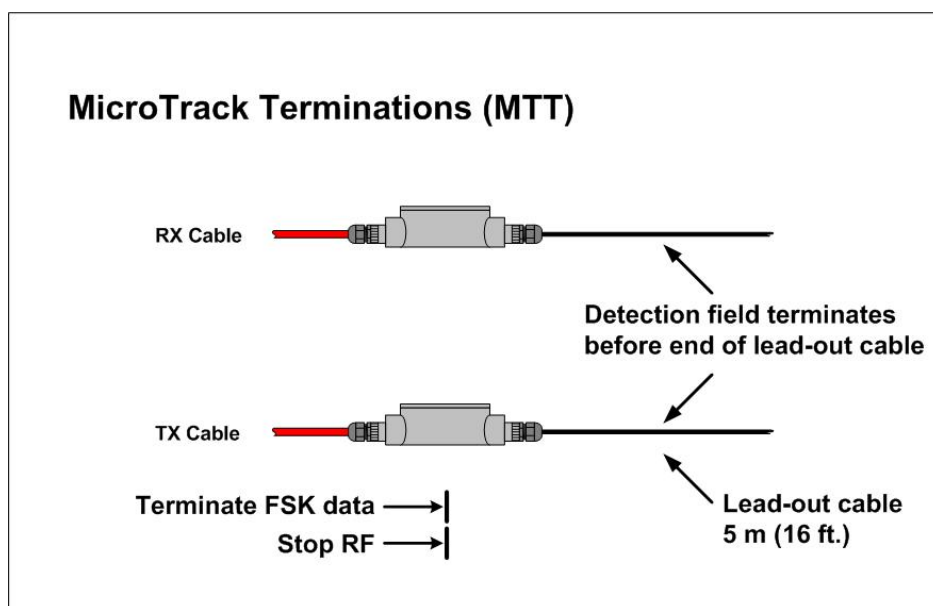 MicroTrack Terminations (MTT)
RX Cable
Detection field terminates
before end of lead-out cable
TX Cable
Terminate FSK data
Stop RF
Lead-out cable
5 m (16 ft.)